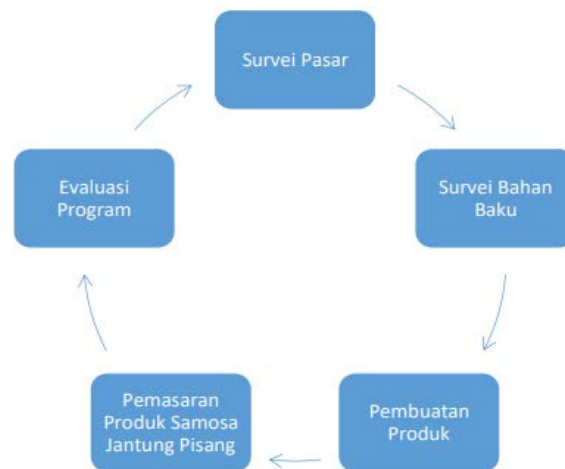 Survei Pasar
Survei Bahan
Baku
Pembuatan
Produk
Pemasaran
Produk Samosa
Jantung Pisang
Evaluasi
Program